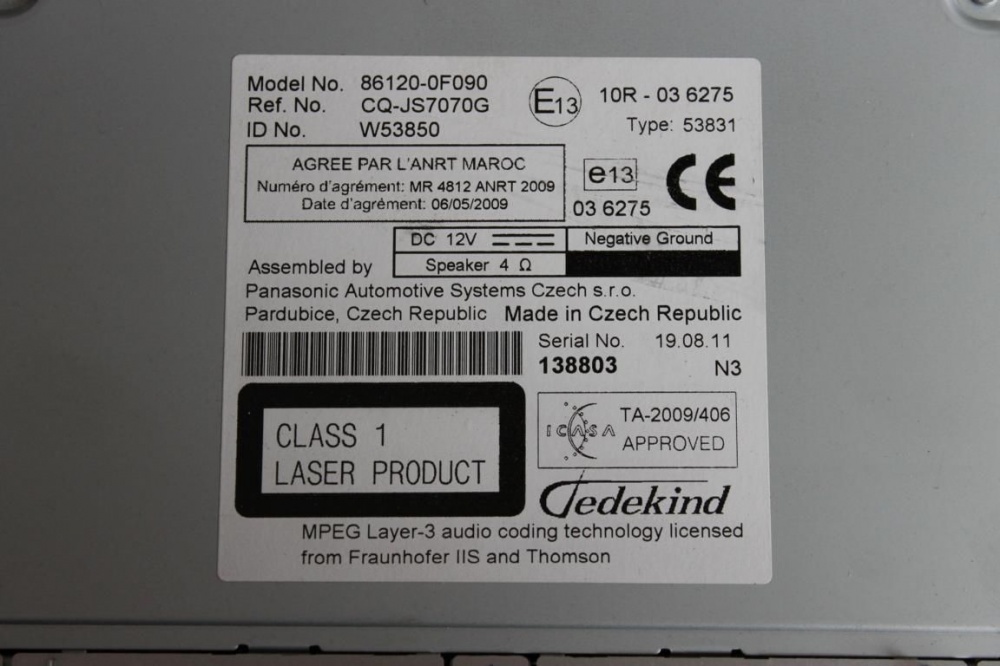 Model No. 86120-0F090
Ref. No. CQ-JS7070G
ID No. W53850
E13
10R - 03 6275
Type: 53831
AGREE PAR L'ANRT MAROC
Numéro d'agrément: MR 4812 ANRT 2009
Date d'agrément: 06/05/2009
e13
03 6275
CE
DC 12V
Negative Ground
Speaker 4 Ω
Assembled by
Panasonic Automotive Systems Czech s.r.o.
Pardubice, Czech Republic Made in Czech Republic
Serial No. 19.08.11
138803 N3
CLASS 1
LASER PRODUCT
ICASA
TA-2009/406
APPROVED
Jedekind
MPEG Layer-3 audio coding technology licensed
from Fraunhofer IIS and Thomson